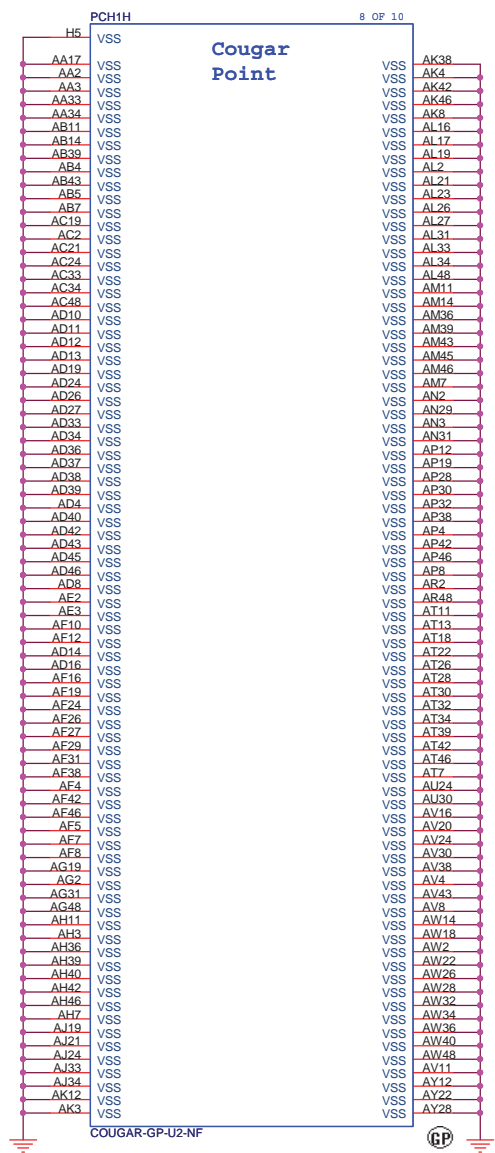 PCH1H 8 OF 10
H5 VSS
Cougar
Point
AA17 VSS VSS AK38
AA2 VSS VSS AK4
AA3 VSS VSS AK42
AA33 VSS VSS AK46
AA34 VSS VSS AK8
AB11 VSS VSS AL16
AB14 VSS VSS AL17
AB39 VSS VSS AL19
AB4 VSS VSS AL2
AB43 VSS VSS AL21
AB5 VSS VSS AL23
AB7 VSS VSS AL26
AC19 VSS VSS AL27
AC2 VSS VSS AL31
AC21 VSS VSS AL33
AC24 VSS VSS AL34
AC33 VSS VSS AL48
AC34 VSS VSS AM11
AC48 VSS VSS AM14
AD10 VSS VSS AM36
AD11 VSS VSS AM39
AD12 VSS VSS AM43
AD13 VSS VSS AM45
AD19 VSS VSS AM46
AD24 VSS VSS AM7
AD26 VSS VSS AN2
AD27 VSS VSS AN29
AD33 VSS VSS AN3
AD34 VSS VSS AN31
AD36 VSS VSS AP12
AD37 VSS VSS AP19
AD38 VSS VSS AP28
AD39 VSS VSS AP30
AD4 VSS VSS AP32
AD40 VSS VSS AP38
AD42 VSS VSS AP4
AD43 VSS VSS AP42
AD45 VSS VSS AP46
AD46 VSS VSS AP8
AD8 VSS VSS AR2
AE2 VSS VSS AR48
AE3 VSS VSS AT11
AF10 VSS VSS AT13
AF12 VSS VSS AT18
AD14 VSS VSS AT22
AD16 VSS VSS AT26
AF16 VSS VSS AT28
AF19 VSS VSS AT30
AF24 VSS VSS AT32
AF26 VSS VSS AT34
AF27 VSS VSS AT39
AF29 VSS VSS AT42
AF31 VSS VSS AT46
AF38 VSS VSS AT7
AF4 VSS VSS AU24
AF42 VSS VSS AU30
AF46 VSS VSS AV16
AF5 VSS VSS AV20
AF7 VSS VSS AV24
AF8 VSS VSS AV30
AG19 VSS VSS AV38
AG2 VSS VSS AV4
AG31 VSS VSS AV43
AG48 VSS VSS AV8
AH11 VSS VSS AW14
AH3 VSS VSS AW18
AH36 VSS VSS AW2
AH39 VSS VSS AW22
AH40 VSS VSS AW26
AH42 VSS VSS AW28
AH46 VSS VSS AW32
AH7 VSS VSS AW34
AJ19 VSS VSS AW36
AJ21 VSS VSS AW40
AJ24 VSS VSS AW48
AJ33 VSS VSS AV11
AJ34 VSS VSS AY12
AK12 VSS VSS AY22
AK3 VSS VSS AY28
COUGAR-GP-U2-NF GP